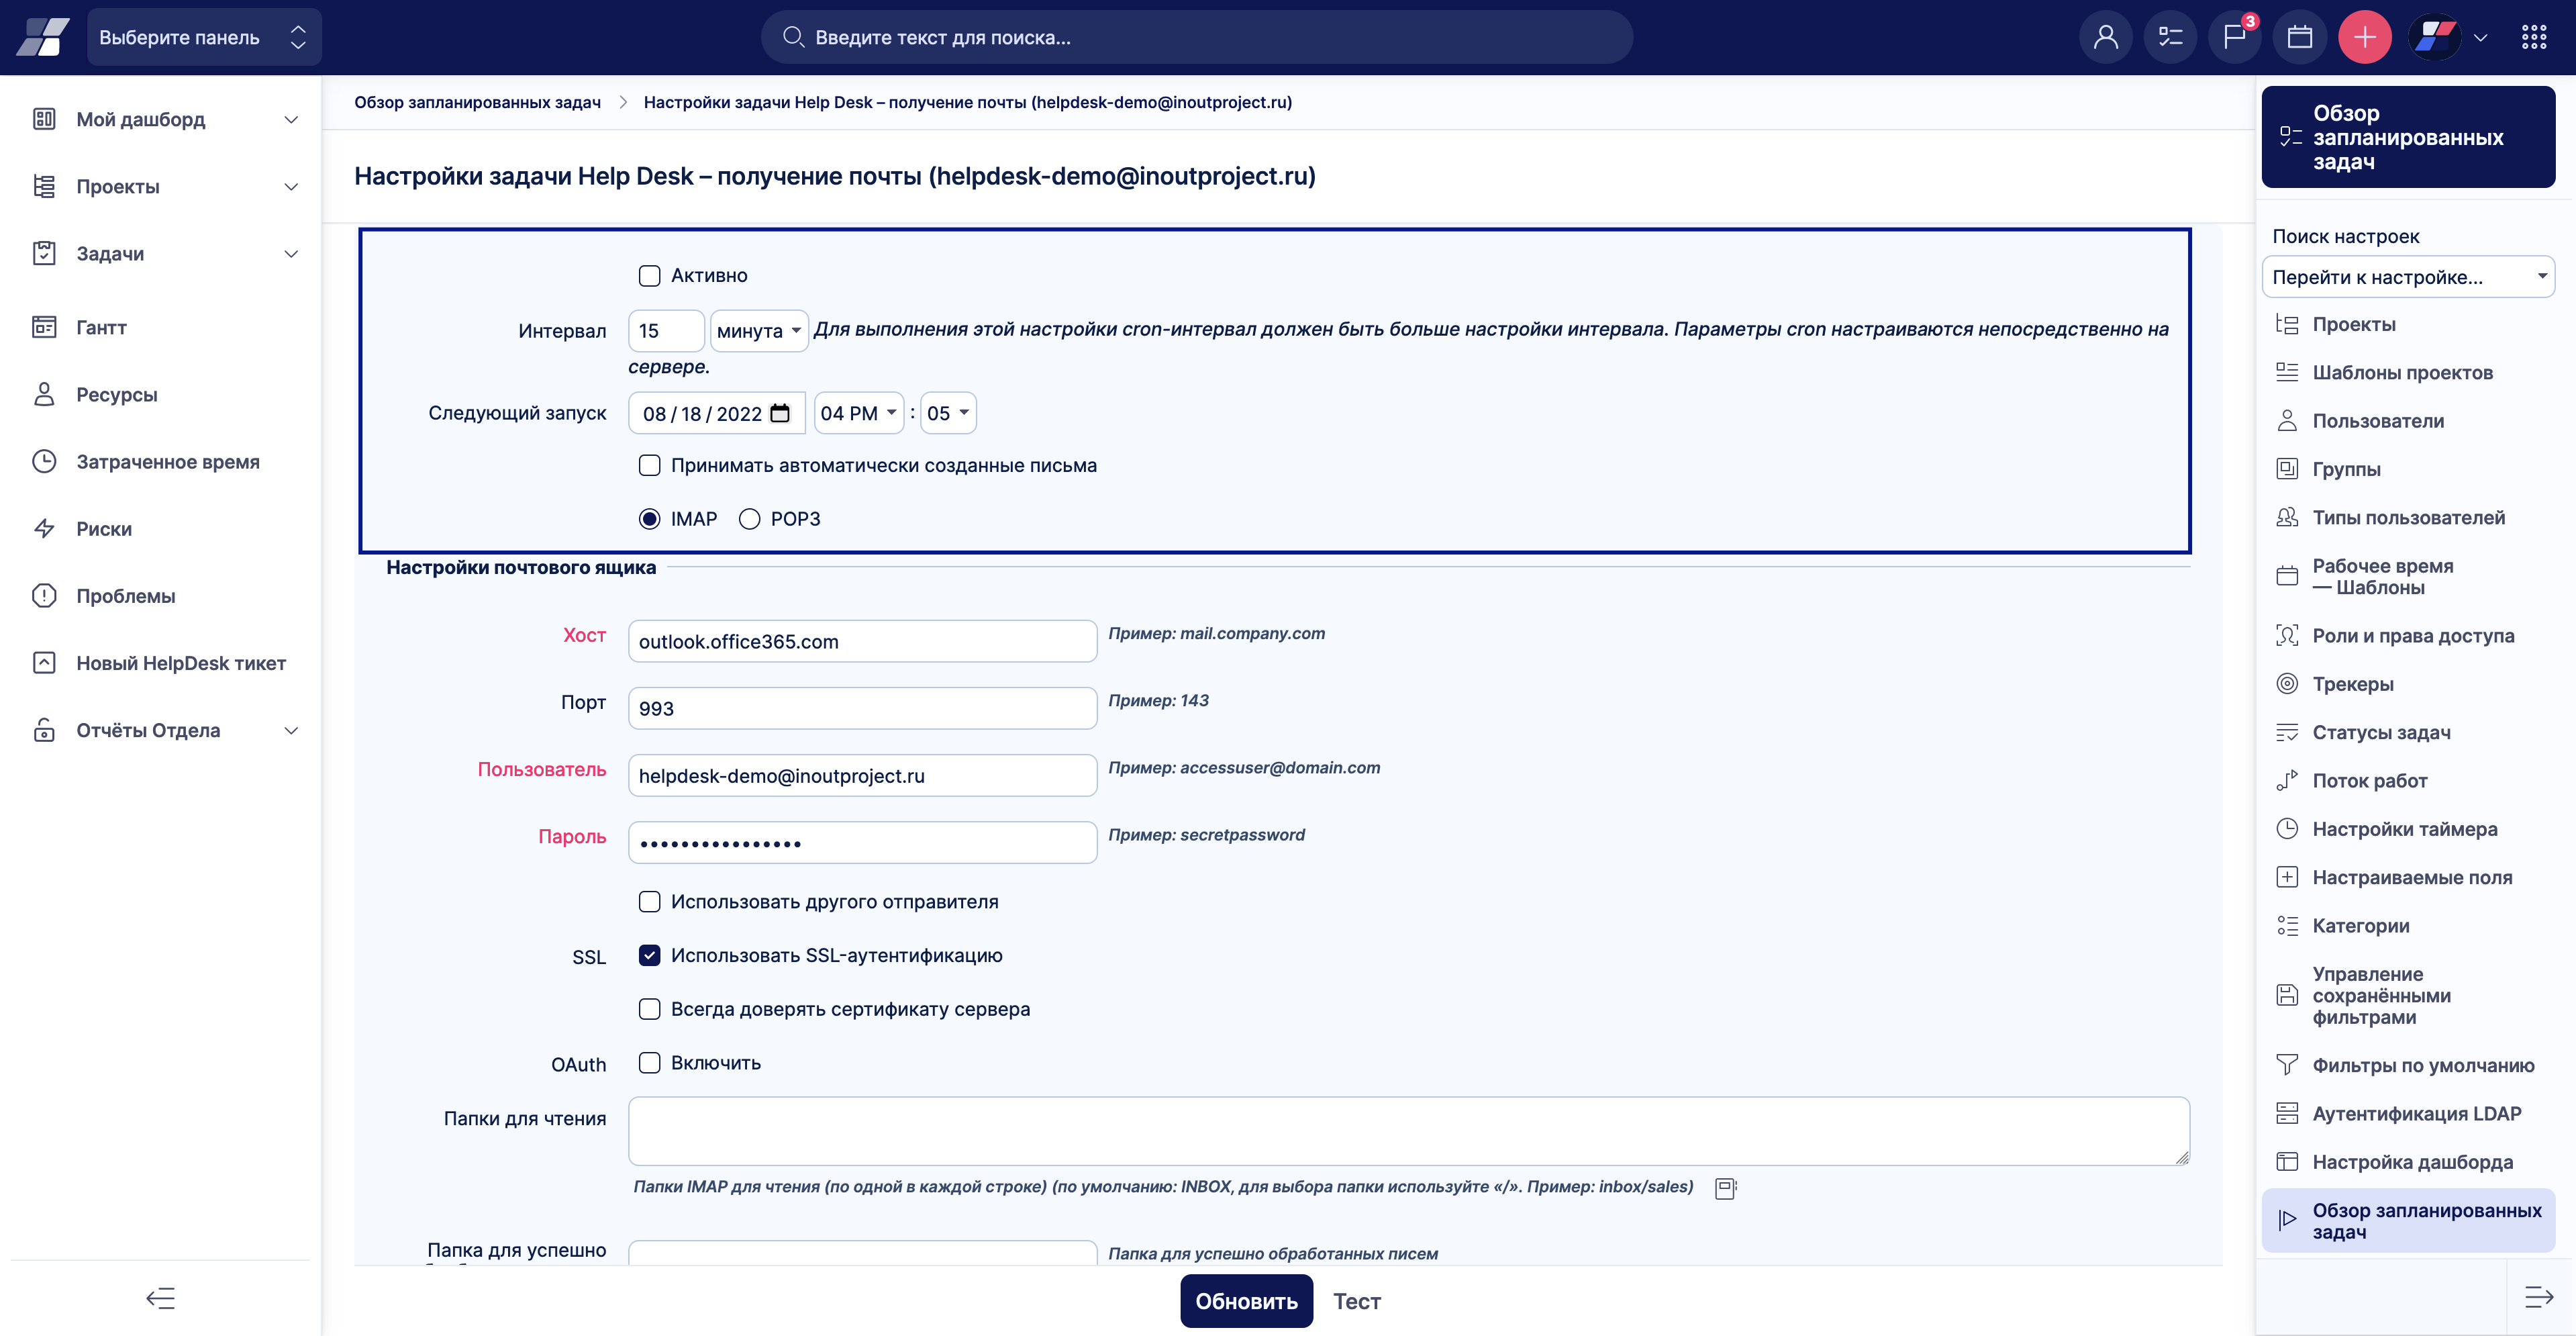 Выберите панель
Введите текст для поиска...
3
Мой дашборд
Проекты
Задачи
Гантт
Ресурсы
Затраченное время
Риски
Проблемы
Новый HelpDesk тикет
Отчёты Отдела
Обзор запланированных задач
Настройки задачи Help Desk – получение почты (helpdesk-demo@inoutproject.ru)
Настройки задачи Help Desk – получение почты (helpdesk-demo@inoutproject.ru)
Активно
Интервал 15 минута Для выполнения этой настройки cron-интервал должен быть больше настройки интервала. Параметры cron настраиваются непосредственно на
сервере.
Следующий запуск 08 / 18 / 2022 04 PM : 05
Принимать автоматически созданные письма
IMAP POP3
Настройки почтового ящика
Хост outlook.office365.com Пример: mail.company.com
Порт 993 Пример: 143
Пользователь helpdesk-demo@inoutproject.ru Пример: accessuser@domain.com
Пароль •••••••••••••••• Пример: secretpassword
Использовать другого отправителя
SSL Использовать SSL-аутентификацию
Всегда доверять сертификату сервера
OAuth Включить
Папки для чтения
Папки IMAP для чтения (по одной в каждой строке) (по умолчанию: INBOX, для выбора папки используйте «/». Пример: inbox/sales)
Папка для успешно Папка для успешно обработанных писем
Обновить Тест
Обзор
запланированных
задач
Поиск настроек
Перейти к настройке...
Проекты
Шаблоны проектов
Пользователи
Группы
Типы пользователей
Рабочее время
— Шаблоны
Роли и права доступа
Трекеры
Статусы задач
Поток работ
Настройки таймера
Настраиваемые поля
Категории
Управление
сохранёнными
фильтрами
Фильтры по умолчанию
Аутентификация LDAP
Настройка дашборда
Обзор запланированных
задач